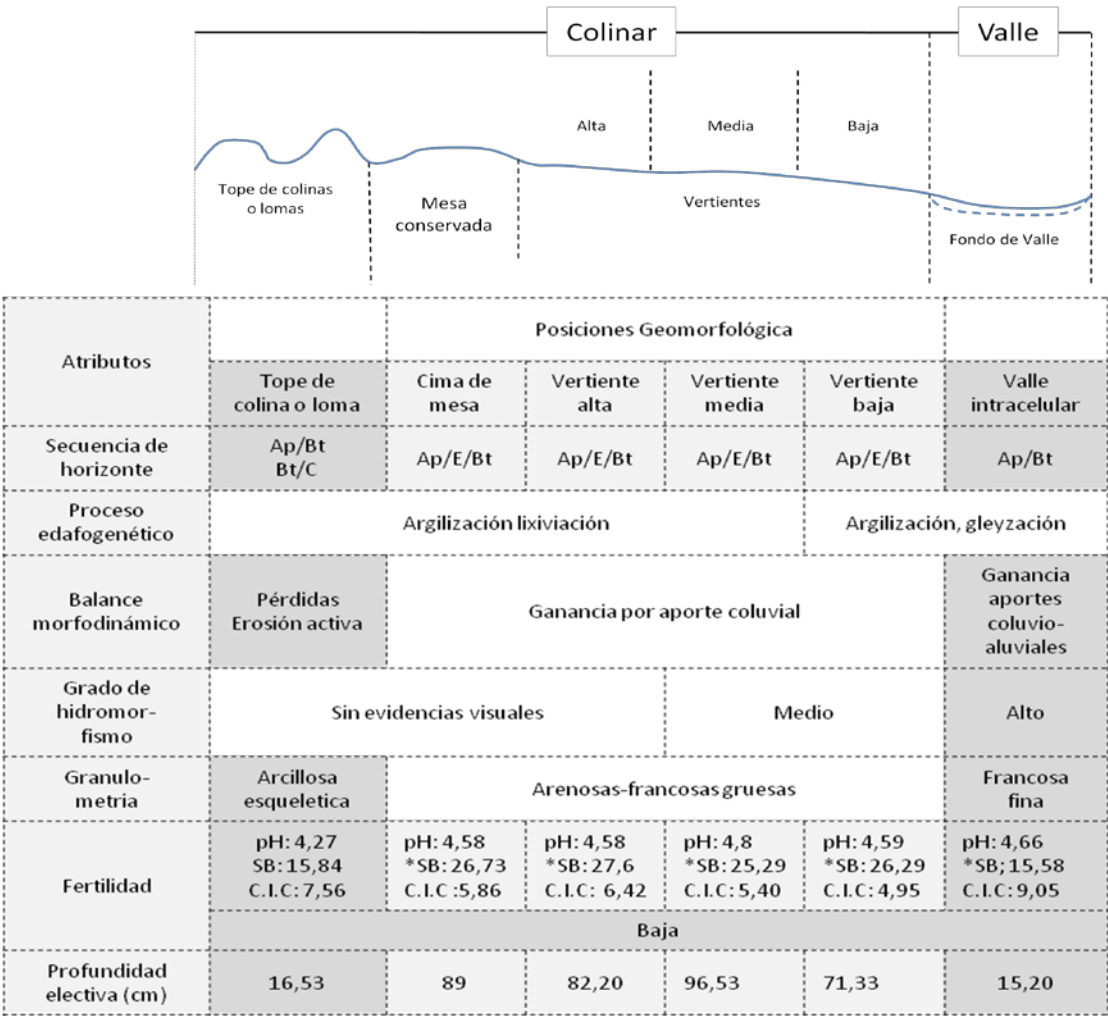 Colinar
Valle
Alta
Media
Baja
Tope de colinas
o lomas
Mesa
conservada
Vertientes
Fondo de Valle
Atributos
Posiciones Geomorfológica
Tope de
colina o loma
Cima de
mesa
Vertiente
alta
Vertiente
media
Vertiente
baja
Valle
intracelular
Secuencia de
horizonte
Ap/Bt
Bt/C
Ap/E/Bt
Ap/E/Bt
Ap/E/Bt
Ap/E/Bt
Ap/Bt
Proceso
edafogenético
Argilización lixiviación
Argilización, gleyzación
Balance
morfodinámico
Pérdidas
Erosión activa
Ganancia por aporte coluvial
Ganancia
aportes
coluvio-
aluviales
Grado de
hidromor-
fismo
Sin evidencias visuales
Medio
Alto
Granulo-
metria
Arcillosa
esqueletica
Arenosas-francosas gruesas
Francosa
fina
Fertilidad
pH: 4,27
SB: 15,84
C.I.C: 7,56
pH: 4,58
*SB: 26,73
C.I.C :5,86
pH: 4,58
*SB: 27,6
C.I.C: 6,42
pH: 4,8
*SB: 25,29
C.I.C: 5,40
pH: 4,59
*SB: 26,29
C.I.C: 4,95
pH: 4,66
*SB; 15,58
C.I.C: 9,05
Baja
Profundidad
electiva (cm)
16,53
89
82,20
96,53
71,33
15,20